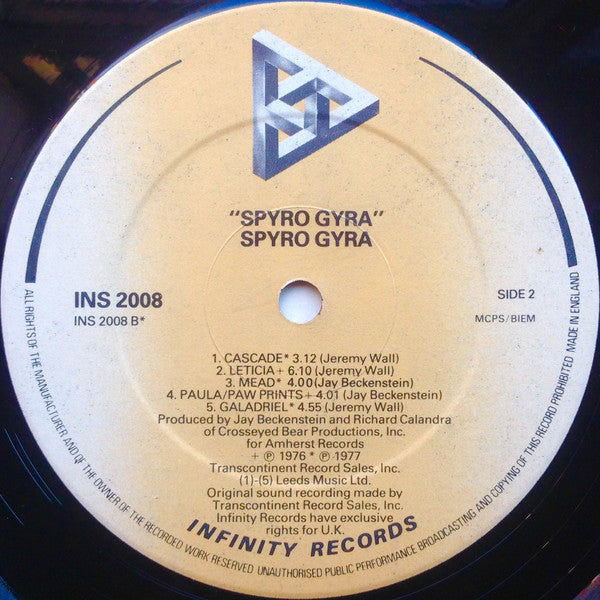 "SPYRO GYRA"
SPYRO GYRA
INS 2008
INS 2008 B*
SIDE 2
MCPS/BIEM
1. CASCADE* 3.12 (Jeremy Wall)
2. LETICIA + 6.10 (Jeremy Wall)
3. MEAD* 4.00 (Jay Beckenstein)
4. PAULA/PAW PRINTS + 4.01 (Jay Beckenstein)
5. GALADRIEL* 4.55 (Jeremy Wall)
Produced by Jay Beckenstein and Richard Calandra
of Crosseyed Bear Productions, Inc.
for Amherst Records
+ ℗ 1976 * ℗ 1977
Transcontinent Record Sales, Inc.
(1)-(5) Leeds Music Ltd.
Original sound recording made by
Transcontinent Record Sales, Inc.
Infinity Records have exclusive
rights for U.K.
INFINITY RECORDS
ALL RIGHTS OF THE MANUFACTURER AND OF THE OWNER OF THE RECORDED WORK RESERVED UNAUTHORISED PUBLIC PERFORMANCE BROADCASTING AND COPYING OF THIS RECORD PROHIBITED MADE IN ENGLAND